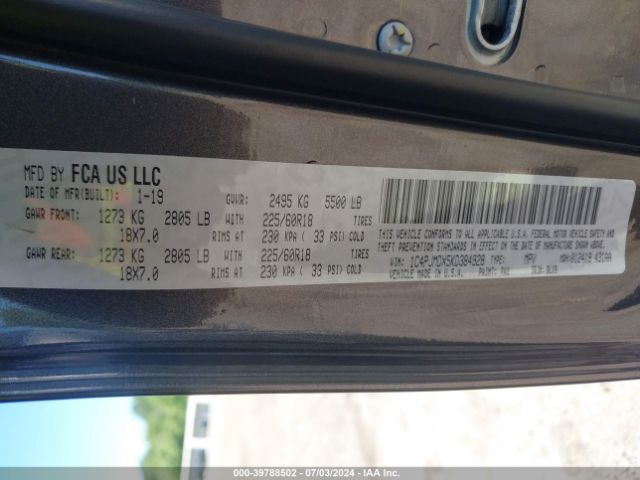 MFD BY FCA US LLC
DATE OF MFR(BUILT): 1-19 GVWR: 2495 KG 5500 LB
GAWR FRONT: 1273 KG 2805 LB WITH 225/60R18 TIRES
18X7.0 RIMS AT 230 KPA ( 33 PSI) COLD
GAWR REAR: 1273 KG 2805 LB WITH 225/60R18 TIRES
18X7.0 RIMS AT 230 KPA ( 33 PSI) COLD
THIS VEHICLE CONFORMS TO ALL APPLICABLE U.S.A.
FEDERAL MOTOR VEHICLE SAFETY AND
THEFT PREVENTION STANDARDS IN EFFECT ON THE DATE
OF MANUFACTURE SHOWN ABOVE.
VIN: 1C4PJMDX5KD384928 TYPE: MPV
VEHICLE MADE IN U.S.A. PAINT:
000-39788502 / 07/03/2024 / IAA Inc.